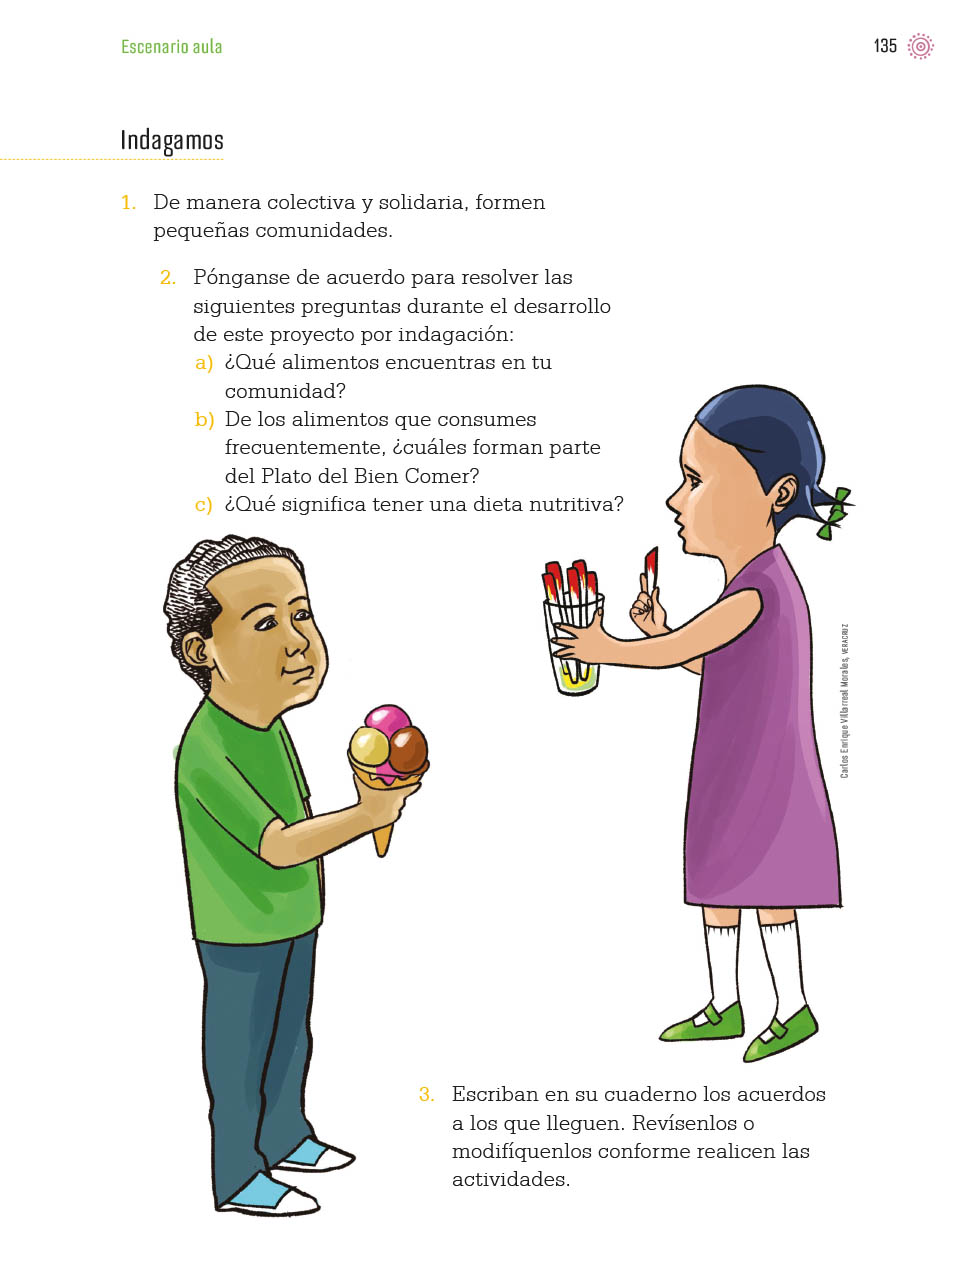 Escenario aula
135
Indagamos
1. De manera colectiva y solidaria, formen
pequeñas comunidades.
2. Pónganse de acuerdo para resolver las
siguientes preguntas durante el desarrollo
de este proyecto por indagación:
a) ¿Qué alimentos encuentras en tu
comunidad?
b) De los alimentos que consumes
frecuentemente, ¿cuáles forman parte
del Plato del Bien Comer?
c) ¿Qué significa tener una dieta nutritiva?
Carlos Enrique Villarreal Morales, VERACRUZ
3. Escriban en su cuaderno los acuerdos
a los que lleguen. Revísenlos o
modifíquenlos conforme realicen las
actividades.